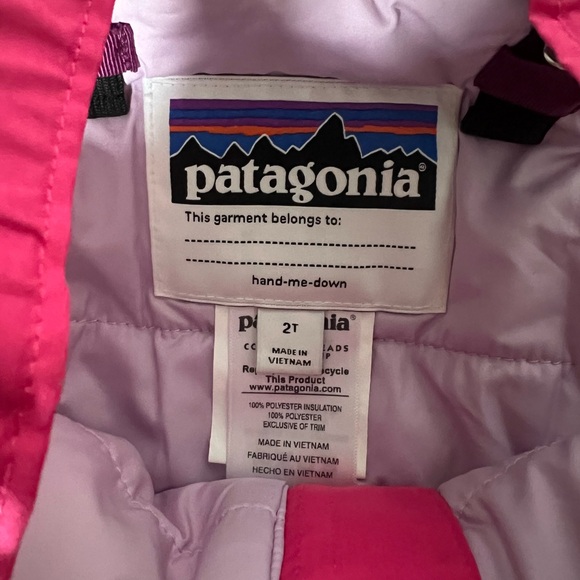 patagonia®
This garment belongs to:
hand-me-down
2T
MADE IN
VIETNAM
This Product
www.patagonia.com
100% POLYESTER INSULATION
100% POLYESTER
EXCLUSIVE OF TRIM
MADE IN VIETNAM
FABRIQUÉ AU VIETNAM
HECHO EN VIETNAM